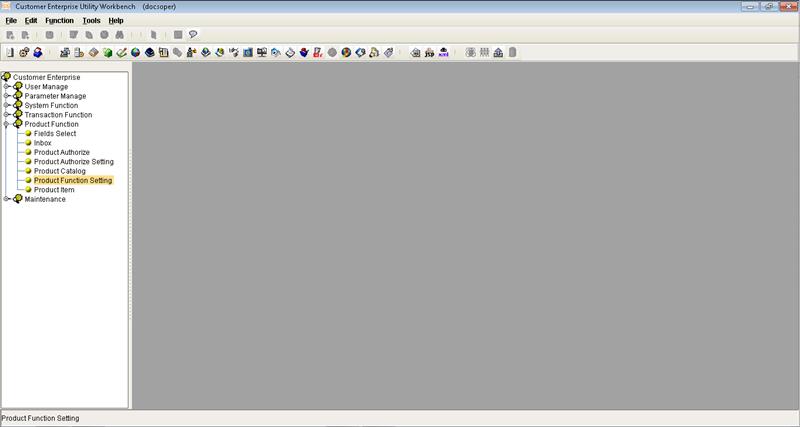 Customer Enterprise Utility Workbench (docsoper)
File Edit Function Tools Help
Customer Enterprise
User Manage
Parameter Manage
System Function
Transaction Function
Product Function
Fields Select
Inbox
Product Authorize
Product Authorize Setting
Product Catalog
Product Function Setting
Product Item
Maintenance
Product Function Setting